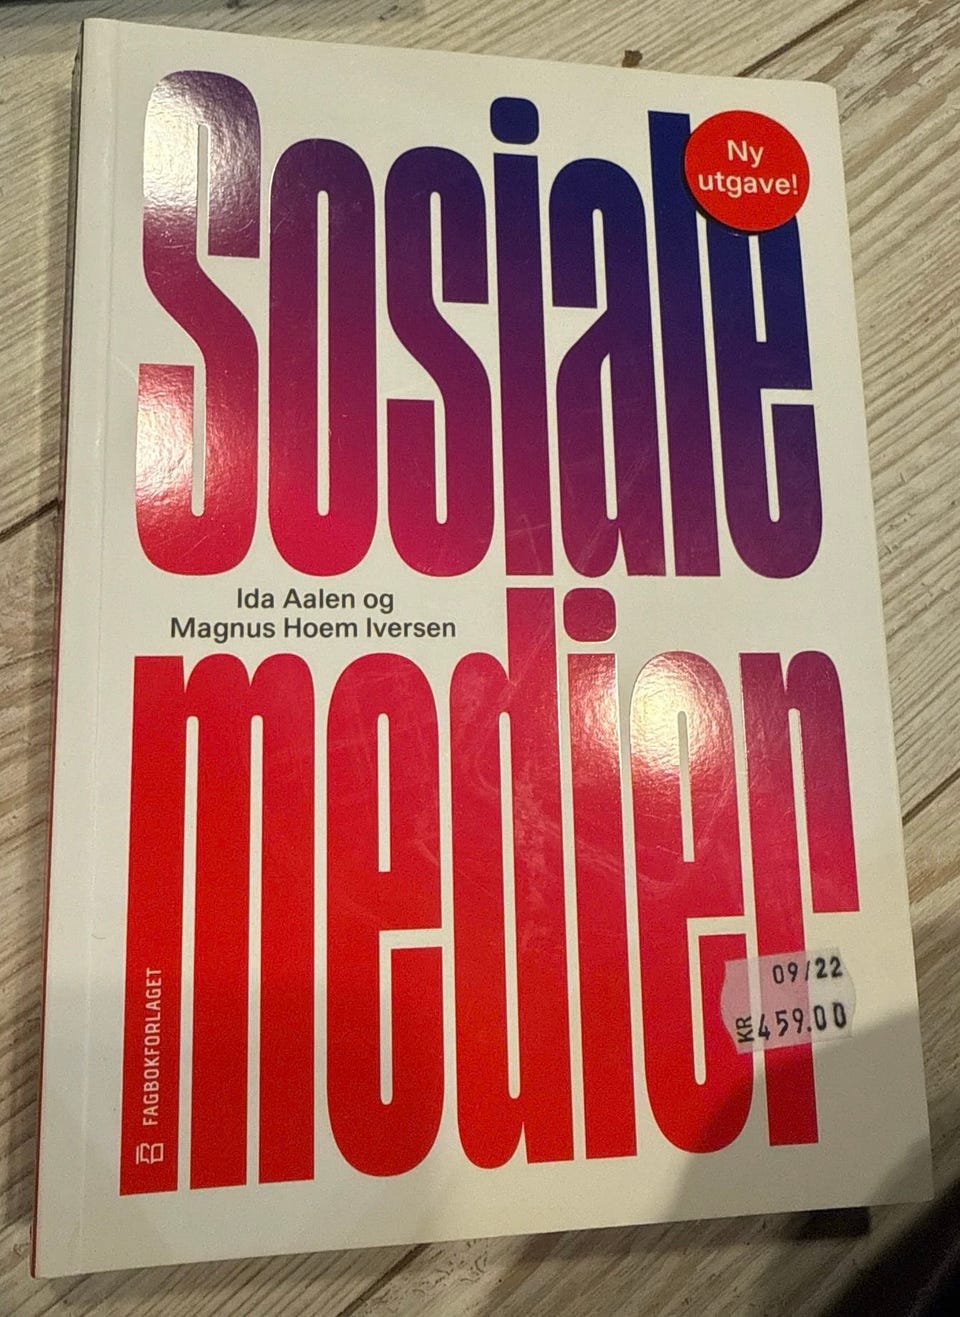 Sosiale
Ny
utgave!
Ida Aalen og
Magnus Hoem Iversen
medier
FAGBOKFORLAGET
09/22
KR 459.00